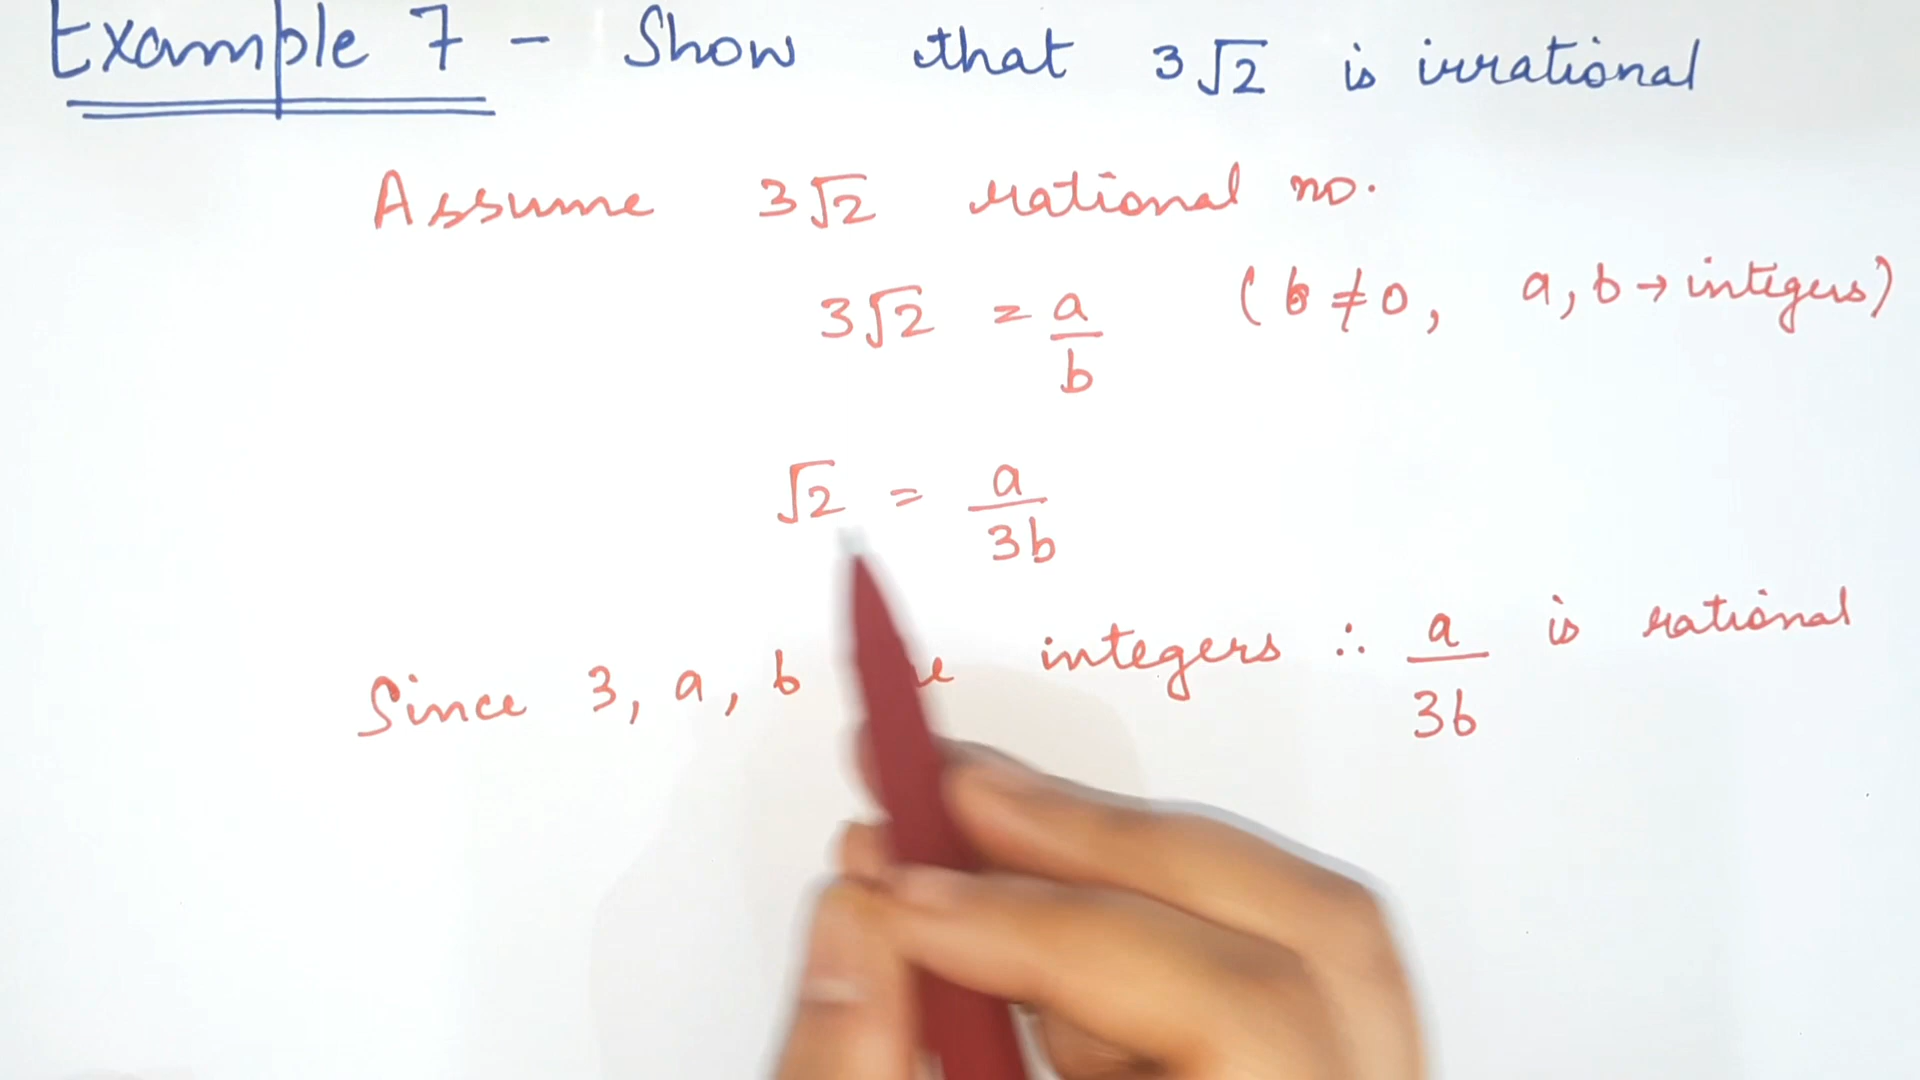 Example 7 - Show that 3√2 is irrational
Assume 3√2 rational no.
3√2 = a/b (b ≠ 0, a, b → integers)
√2 = a/3b
Since 3, a, b integers ∴ a/3b is rational